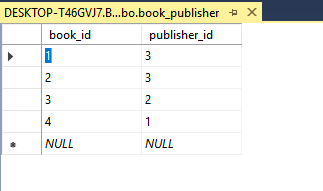 DESKTOP-T46GVJ7.B...bo.book_publisher
book_id publisher_id
1 3
2 3
3 2
4 1
NULL NULL